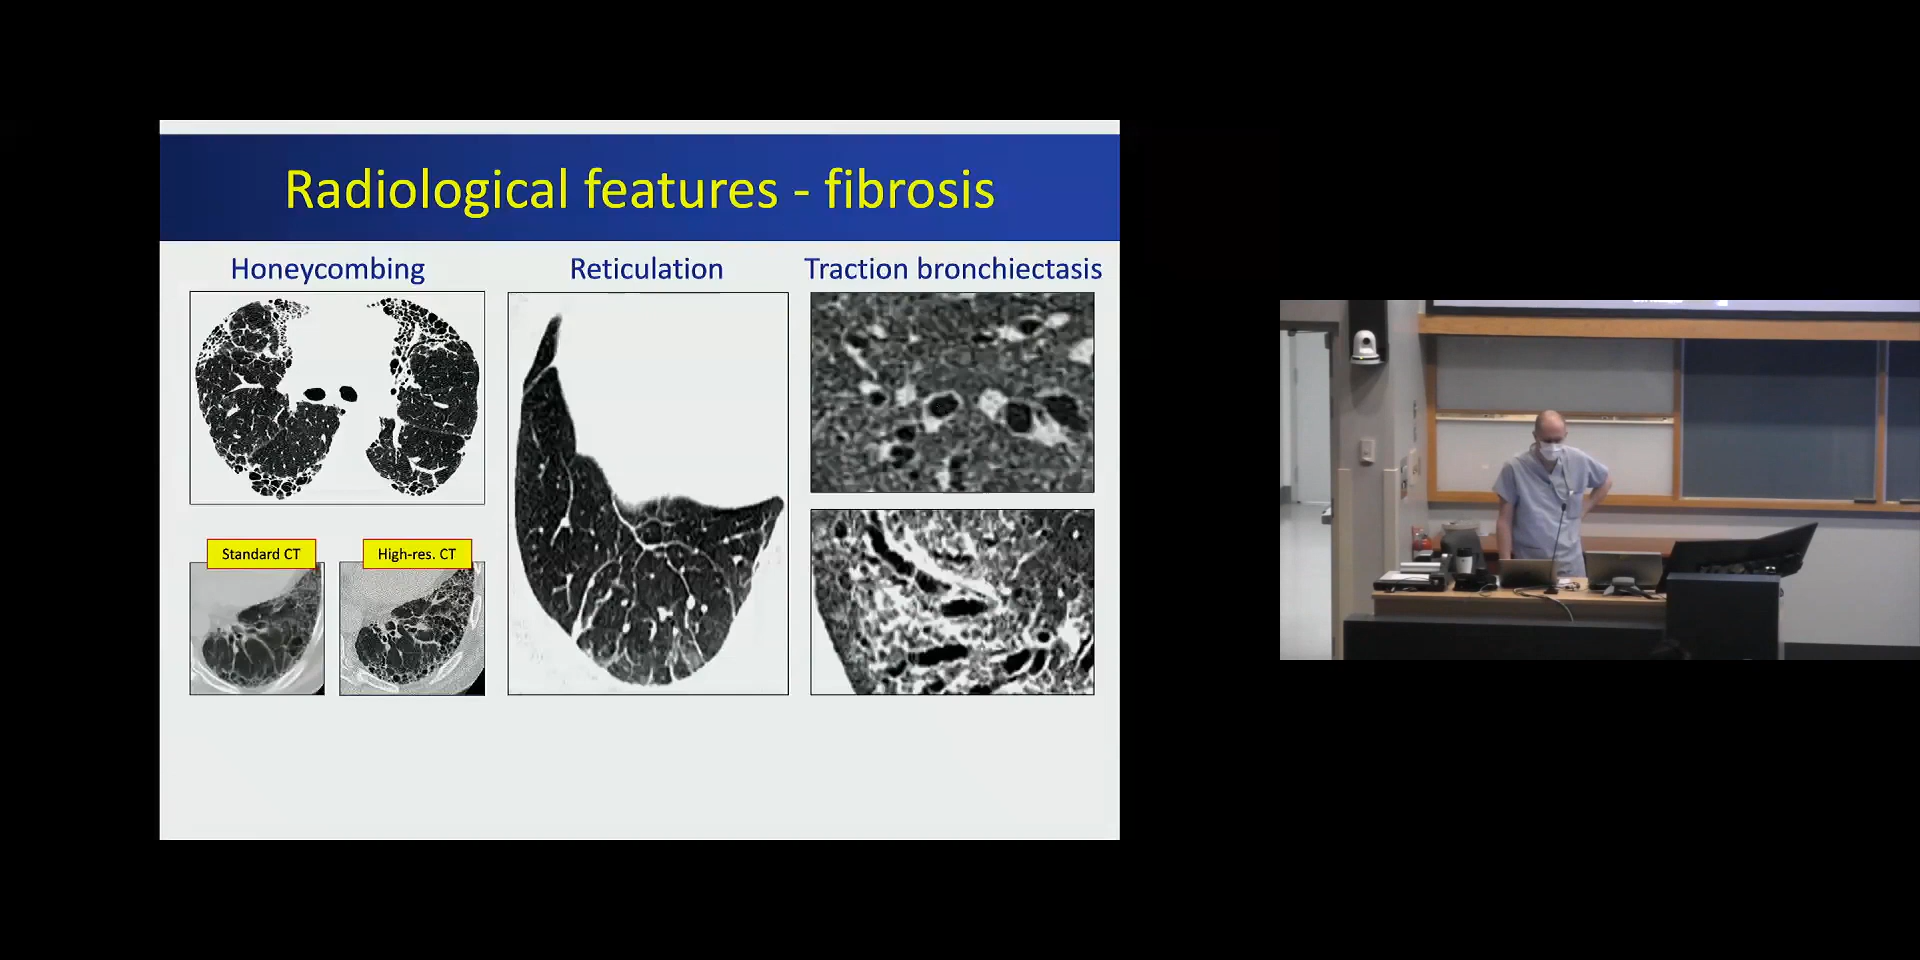 Radiological features - fibrosis
Honeycombing
Reticulation
Traction bronchiectasis
Standard CT
High-res. CT